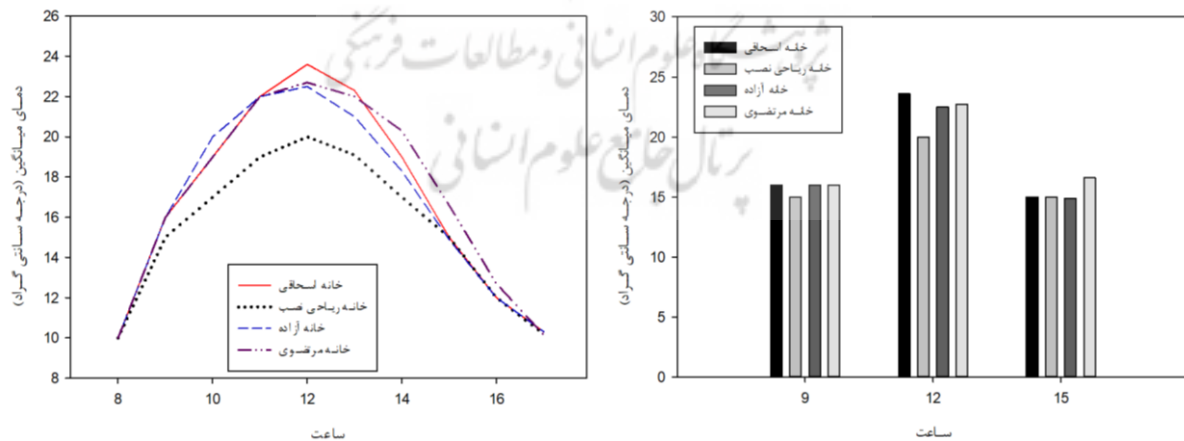 پژوهشگاه علوم انسانی و مطالعات فرهنگی
پرتال جامع علوم انسانی
دمای میانگین (درجه سانتی گراد)
26
24
22
20
18
16
14
12
10
8
خانه اسحاقی
خانه ریاحی نصب
خانه آزاده
خانه مرتضوی
8
10
12
14
16
ساعت
دمای میانگین (درجه سانتی گراد)
30
25
20
15
10
5
0
خانه اسحاقی
خانه ریاحی نصب
خانه آزاده
خانه مرتضوی
9
12
15
ساعت